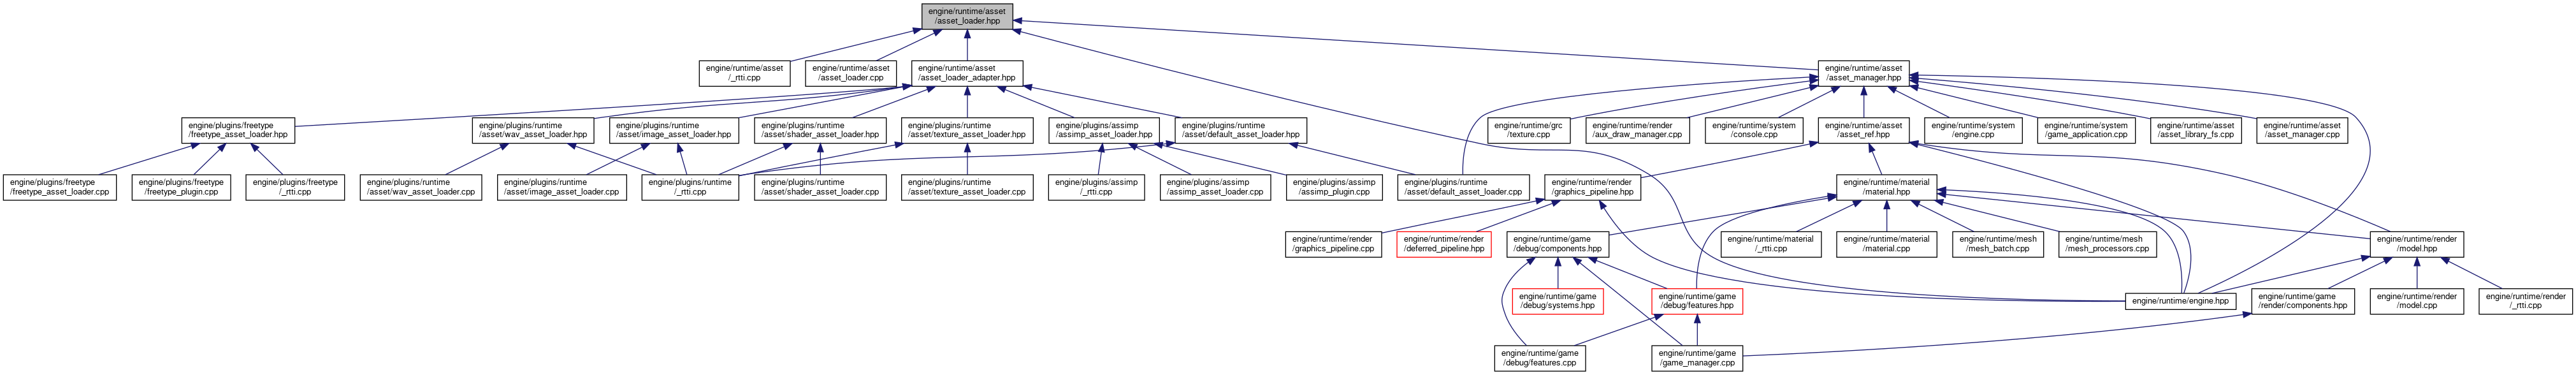 engine/runtime/asset
/asset_loader.hpp
engine/runtime/asset
/_rtti.cpp
engine/runtime/asset
/asset_loader.cpp
engine/runtime/asset
/asset_loader_adapter.hpp
engine/runtime/asset
/asset_manager.hpp
engine/plugins/freetype
/freetype_asset_loader.hpp
engine/plugins/runtime
/asset/wav_asset_loader.hpp
engine/plugins/runtime
/asset/image_asset_loader.hpp
engine/plugins/runtime
/asset/shader_asset_loader.hpp
engine/plugins/runtime
/asset/texture_asset_loader.hpp
engine/plugins/assimp
/assimp_asset_loader.hpp
engine/plugins/runtime
/asset/default_asset_loader.hpp
engine/runtime/grc
/texture.cpp
engine/runtime/render
/aux_draw_manager.cpp
engine/runtime/system
/console.cpp
engine/runtime/asset
/asset_ref.hpp
engine/runtime/system
/engine.cpp
engine/runtime/system
/game_application.cpp
engine/runtime/asset
/asset_library_fs.cpp
engine/runtime/asset
/asset_manager.cpp
engine/plugins/freetype
/freetype_asset_loader.cpp
engine/plugins/freetype
/freetype_plugin.cpp
engine/plugins/freetype
/_rtti.cpp
engine/plugins/runtime
/asset/wav_asset_loader.cpp
engine/plugins/runtime
/asset/image_asset_loader.cpp
engine/plugins/runtime
/_rtti.cpp
engine/plugins/runtime
/asset/shader_asset_loader.cpp
engine/plugins/runtime
/asset/texture_asset_loader.cpp
engine/plugins/assimp
/_rtti.cpp
engine/plugins/assimp
/assimp_asset_loader.cpp
engine/plugins/assimp
/assimp_plugin.cpp
engine/plugins/runtime
/asset/default_asset_loader.cpp
engine/runtime/render
/graphics_pipeline.hpp
engine/runtime/material
/material.hpp
engine/runtime/render
/graphics_pipeline.cpp
engine/runtime/render
/deferred_pipeline.hpp
engine/runtime/game
/debug/components.hpp
engine/runtime/material
/_rtti.cpp
engine/runtime/material
/material.cpp
engine/runtime/mesh
/mesh_batch.cpp
engine/runtime/mesh
/mesh_processors.cpp
engine/runtime/render
/model.hpp
engine/runtime/game
/debug/systems.hpp
engine/runtime/game
/debug/features.hpp
engine/runtime/engine.hpp
engine/runtime/game
/render/components.hpp
engine/runtime/render
/model.cpp
engine/runtime/render
/_rtti.cpp
engine/runtime/game
/debug/features.cpp
engine/runtime/game
/game_manager.cpp